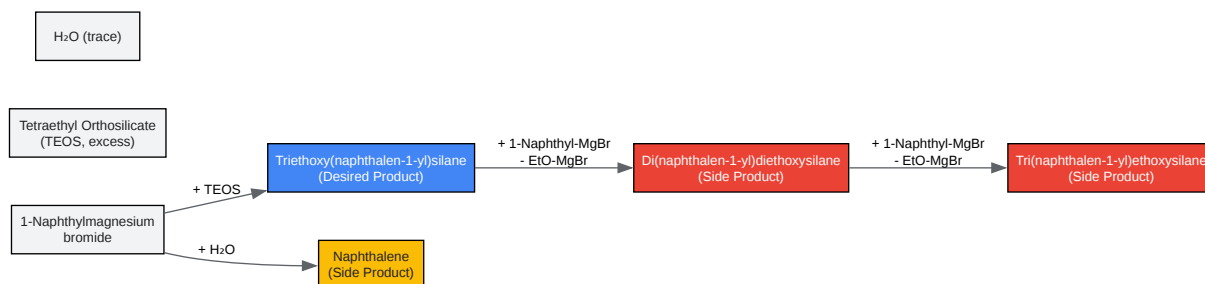 H₂O (trace)
Tetraethyl Orthosilicate
(TEOS, excess)
1-Naphthylmagnesium
bromide
+ TEOS
+ H₂O
Triethoxy(naphthalen-1-yl)silane
(Desired Product)
Naphthalene
(Side Product)
+ 1-Naphthyl-MgBr
- EtO-MgBr
Di(naphthalen-1-yl)diethoxysilane
(Side Product)
+ 1-Naphthyl-MgBr
- EtO-MgBr
Tri(naphthalen-1-yl)ethoxysilane
(Side Product)